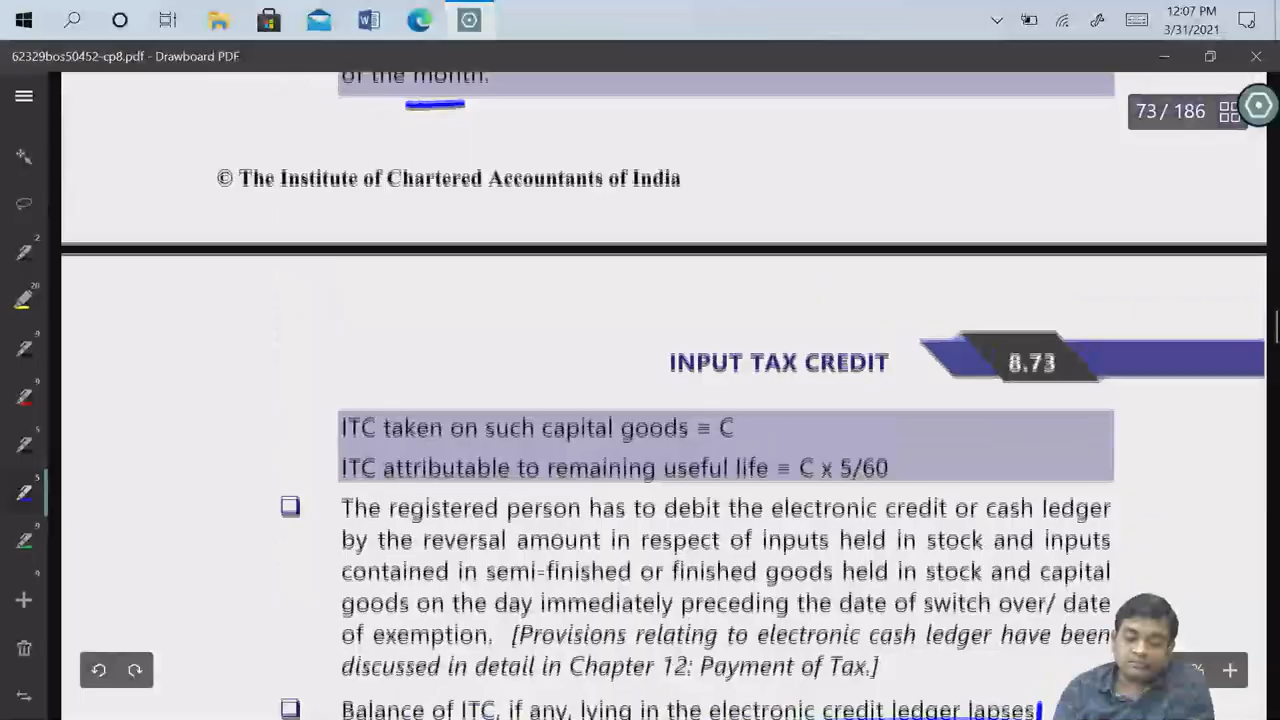 12:07 PM
3/31/2021
62329bos50452-cp8.pdf - Drawboard PDF
of the month.
73 / 186
© The Institute of Chartered Accountants of India
INPUT TAX CREDIT 8.73
ITC taken on such capital goods = C
ITC attributable to remaining useful life = C x 5/60
❑ The registered person has to debit the electronic credit or cash ledger
by the reversal amount in respect of inputs held in stock and inputs
contained in semi-finished or finished goods held in stock and capital
goods on the day immediately preceding the date of switch over/ date
of exemption. [Provisions relating to electronic cash ledger have been
discussed in detail in Chapter 12: Payment of Tax.]
%
❑ Balance of ITC, if any, lying in the electronic credit ledger lapses